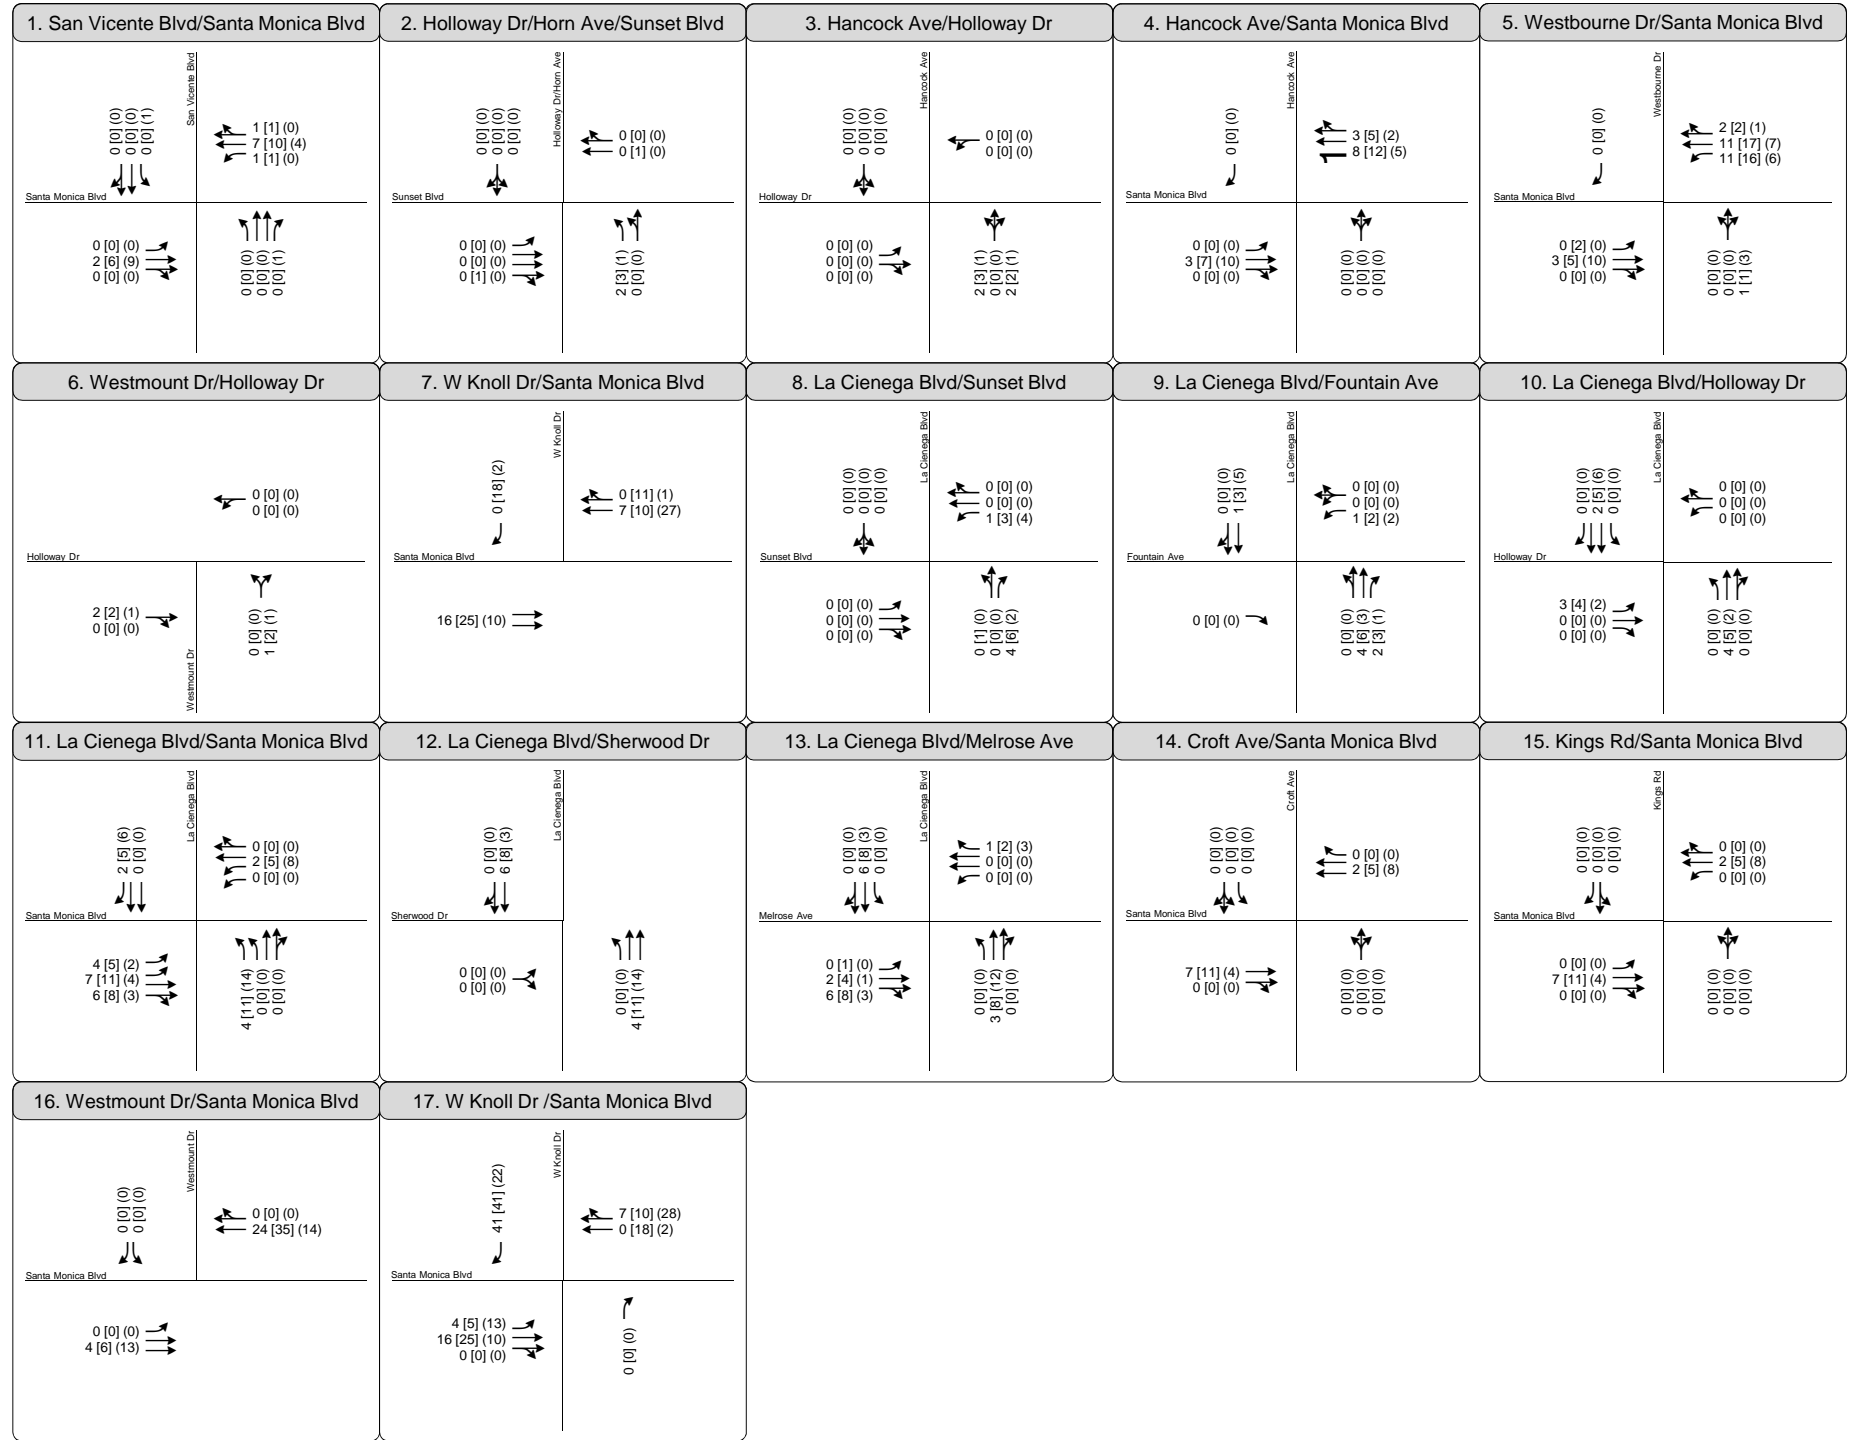 1. San Vicente Blvd/Santa Monica Blvd
San Vicente Blvd
0 [0] (0)
0 [0] (0)
0 [0] (1)
1 [1] (0)
7 [10] (4)
1 [1] (0)
Santa Monica Blvd
0 [0] (0)
2 [6] (9)
0 [0] (0)
0 [0] (0)
0 [0] (0)
0 [0] (1)
2. Holloway Dr/Horn Ave/Sunset Blvd
Holloway Dr/Horn Ave
0 [0] (0)
0 [0] (0)
0 [0] (0)
0 [0] (0)
0 [1] (0)
Sunset Blvd
0 [0] (0)
0 [0] (0)
0 [1] (0)
2 [3] (1)
0 [0] (0)
3. Hancock Ave/Holloway Dr
Hancock Ave
0 [0] (0)
0 [0] (0)
0 [0] (0)
0 [0] (0)
0 [0] (0)
Holloway Dr
0 [0] (0)
0 [0] (0)
0 [0] (0)
2 [3] (1)
0 [0] (0)
2 [2] (1)
4. Hancock Ave/Santa Monica Blvd
Hancock Ave
0 [0] (0)
3 [5] (2)
8 [12] (5)
Santa Monica Blvd
0 [0] (0)
3 [7] (10)
0 [0] (0)
0 [0] (0)
0 [0] (0)
0 [0] (0)
5. Westbourne Dr/Santa Monica Blvd
Westbourne Dr
0 [0] (0)
2 [2] (1)
11 [17] (7)
11 [16] (6)
Santa Monica Blvd
0 [2] (0)
3 [5] (10)
0 [0] (0)
0 [0] (0)
0 [0] (0)
1 [1] (3)
6. Westmount Dr/Holloway Dr
0 [0] (0)
0 [0] (0)
Holloway Dr
2 [2] (1)
0 [0] (0)
Westmount Dr
0 [0] (0)
1 [2] (1)
7. W Knoll Dr/Santa Monica Blvd
W Knoll Dr
0 [18] (2)
0 [11] (1)
7 [10] (27)
Santa Monica Blvd
16 [25] (10)
8. La Cienega Blvd/Sunset Blvd
La Cienega Blvd
0 [0] (0)
0 [0] (0)
0 [0] (0)
0 [0] (0)
0 [0] (0)
1 [3] (4)
Sunset Blvd
0 [0] (0)
0 [0] (0)
0 [0] (0)
0 [1] (0)
0 [0] (0)
4 [6] (2)
9. La Cienega Blvd/Fountain Ave
La Cienega Blvd
0 [0] (0)
1 [3] (5)
0 [0] (0)
0 [0] (0)
1 [2] (2)
Fountain Ave
0 [0] (0)
0 [0] (0)
4 [6] (3)
2 [3] (1)
10. La Cienega Blvd/Holloway Dr
La Cienega Blvd
0 [0] (0)
2 [5] (6)
0 [0] (0)
0 [0] (0)
0 [0] (0)
0 [0] (0)
Holloway Dr
3 [4] (2)
0 [0] (0)
0 [0] (0)
0 [0] (0)
4 [5] (2)
0 [0] (0)
11. La Cienega Blvd/Santa Monica Blvd
La Cienega Blvd
2 [5] (6)
0 [0] (0)
0 [0] (0)
2 [5] (8)
0 [0] (0)
Santa Monica Blvd
4 [5] (2)
7 [11] (4)
6 [8] (3)
4 [11] (14)
0 [0] (0)
0 [0] (0)
12. La Cienega Blvd/Sherwood Dr
La Cienega Blvd
0 [0] (0)
6 [8] (3)
Sherwood Dr
0 [0] (0)
0 [0] (0)
0 [0] (0)
4 [11] (14)
13. La Cienega Blvd/Melrose Ave
La Cienega Blvd
0 [0] (0)
6 [8] (3)
0 [0] (0)
1 [2] (3)
0 [0] (0)
0 [0] (0)
Melrose Ave
0 [1] (0)
2 [4] (1)
6 [8] (3)
0 [0] (0)
3 [8] (12)
0 [0] (0)
14. Croft Ave/Santa Monica Blvd
Croft Ave
0 [0] (0)
0 [0] (0)
0 [0] (0)
0 [0] (0)
2 [5] (8)
Santa Monica Blvd
7 [11] (4)
0 [0] (0)
0 [0] (0)
0 [0] (0)
0 [0] (0)
15. Kings Rd/Santa Monica Blvd
Kings Rd
0 [0] (0)
0 [0] (0)
0 [0] (0)
0 [0] (0)
2 [5] (8)
0 [0] (0)
Santa Monica Blvd
0 [0] (0)
7 [11] (4)
0 [0] (0)
0 [0] (0)
0 [0] (0)
0 [0] (0)
16. Westmount Dr/Santa Monica Blvd
Westmount Dr
0 [0] (0)
0 [0] (0)
0 [0] (0)
24 [35] (14)
Santa Monica Blvd
0 [0] (0)
4 [6] (13)
17. W Knoll Dr /Santa Monica Blvd
W Knoll Dr
41 [41] (22)
7 [10] (28)
0 [18] (2)
Santa Monica Blvd
4 [5] (13)
16 [25] (10)
0 [0] (0)
0 [0] (0)